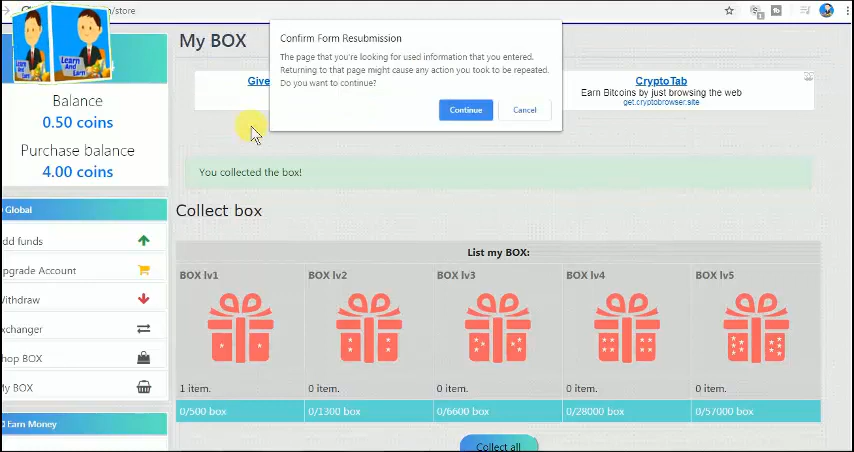 /store
Learn And Earn
Learn And Earn
My BOX
Confirm Form Resubmission
The page that you're looking for used information that you entered.
Returning to that page might cause any action you took to be repeated.
Do you want to continue?
Continue
Cancel
Give
CryptoTab
Earn Bitcoins by just browsing the web
get.cryptobrowser.site
Balance
0.50 coins
Purchase balance
4.00 coins
You collected the box!
Collect box
Global
dd funds
pgrade Account
Vithdraw
xchanger
hop BOX
My BOX
Earn Money
List my BOX:
BOX lv1
BOX lv2
BOX lv3
BOX lv4
BOX lv5
1 item.
0 item.
0 item.
0 item.
0 item.
0/500 box
0/1300 box
0/6600 box
0/28000 box
0/57000 box
Collect all